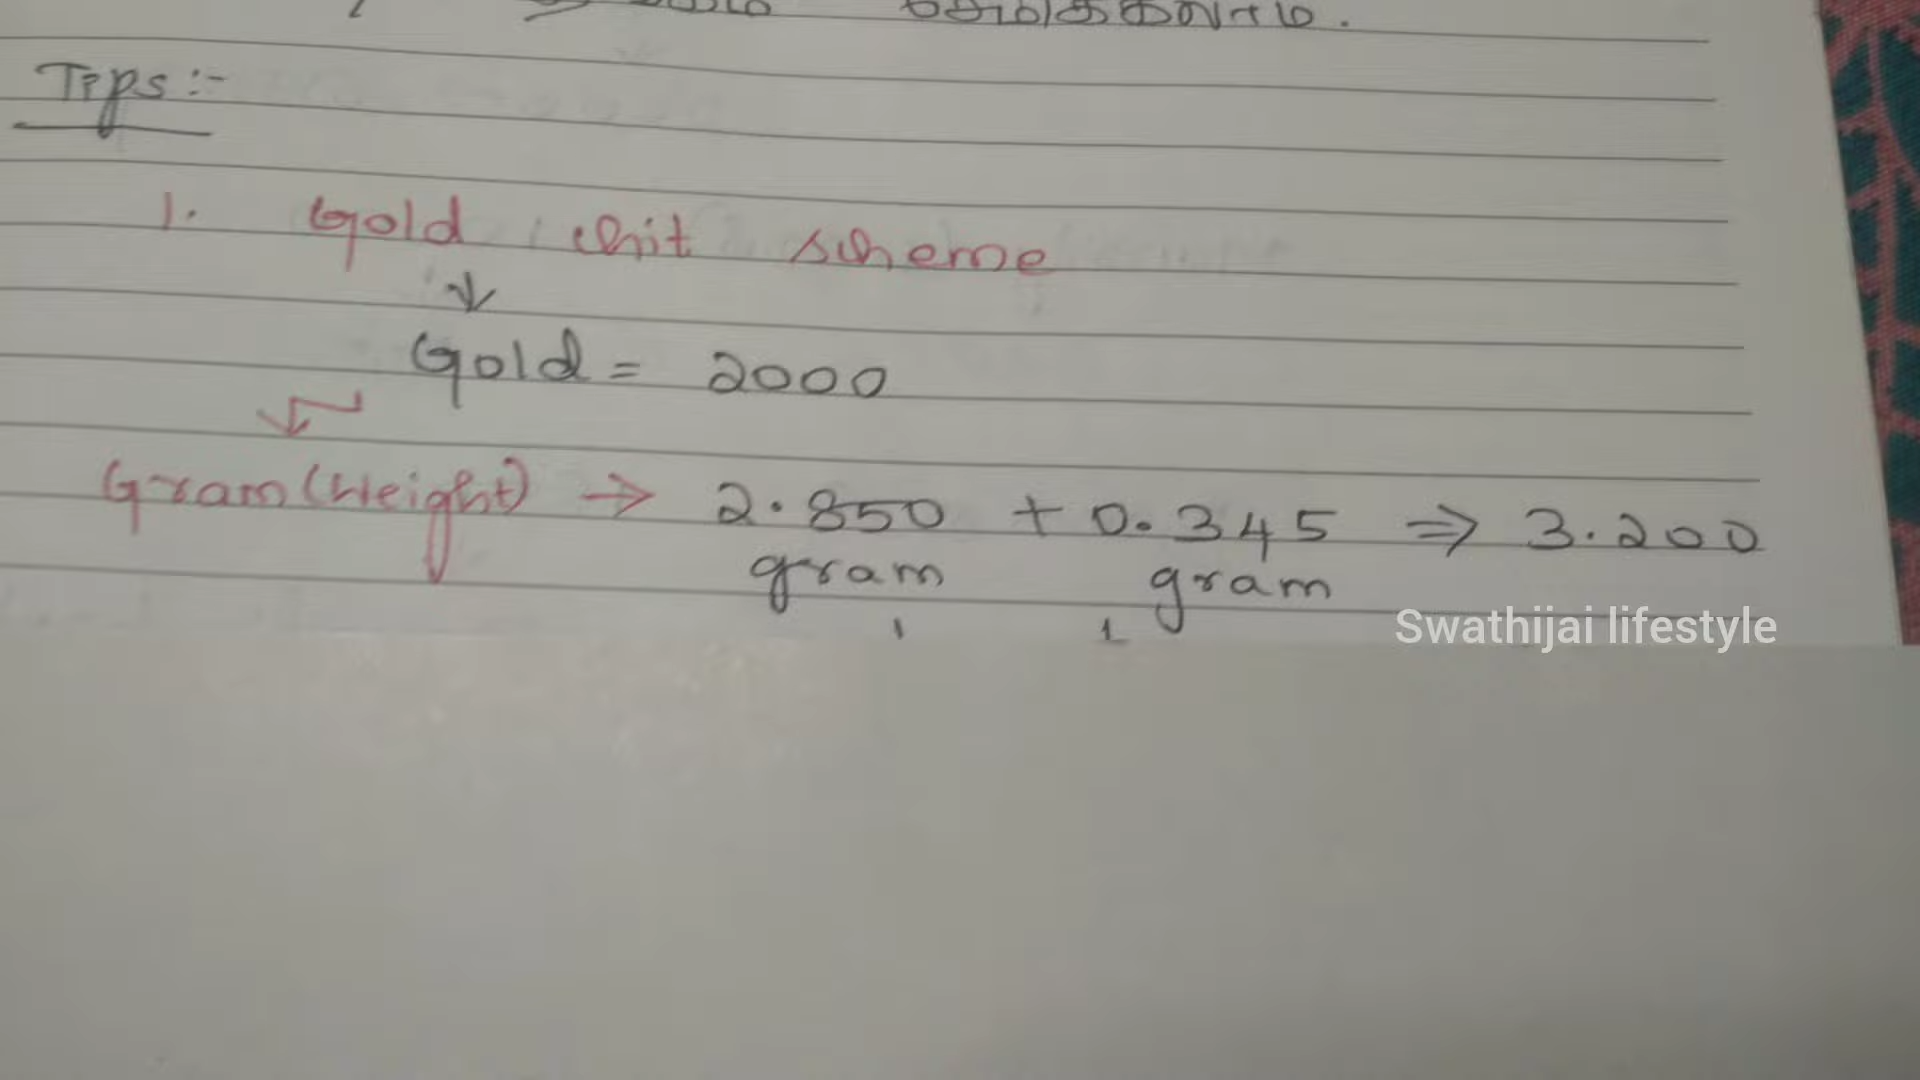 Tips :-
1. Gold chit scheme
↓
Gold = 2000
Gram (Weight) → 2.850 + 0.345 ⇒ 3.200
gram gram
Swathijai lifestyle